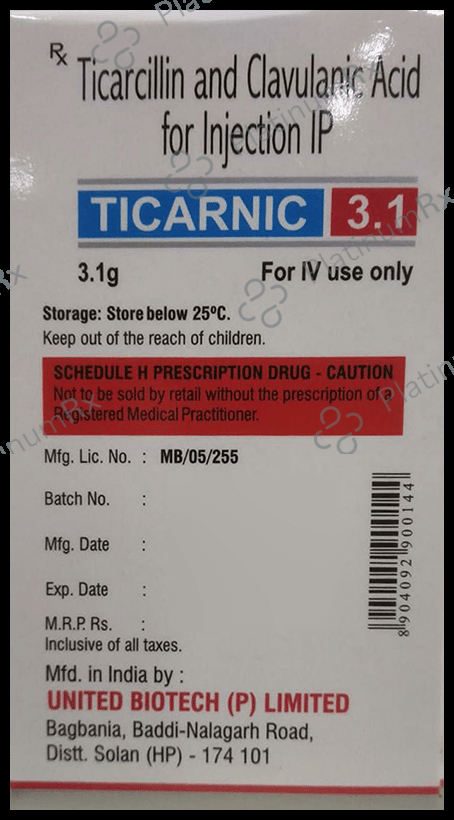 Rx Ticarcillin and Clavulanic Acid
for Injection IP
TICARNIC 3.1
3.1g For IV use only
Storage: Store below 25ºC.
Keep out of the reach of children.
SCHEDULE H PRESCRIPTION DRUG - CAUTION
Not to be sold by retail without the prescription of a
Registered Medical Practitioner.
Mfg. Lic. No. : MB/05/255
Batch No. :
Mfg. Date :
Exp. Date :
M.R.P. Rs. :
Inclusive of all taxes.
8904092900144
Mfd. in India by :
UNITED BIOTECH (P) LIMITED
Bagbania, Baddi-Nalagarh Road,
Distt. Solan (HP) - 174 101
PlatinumRx